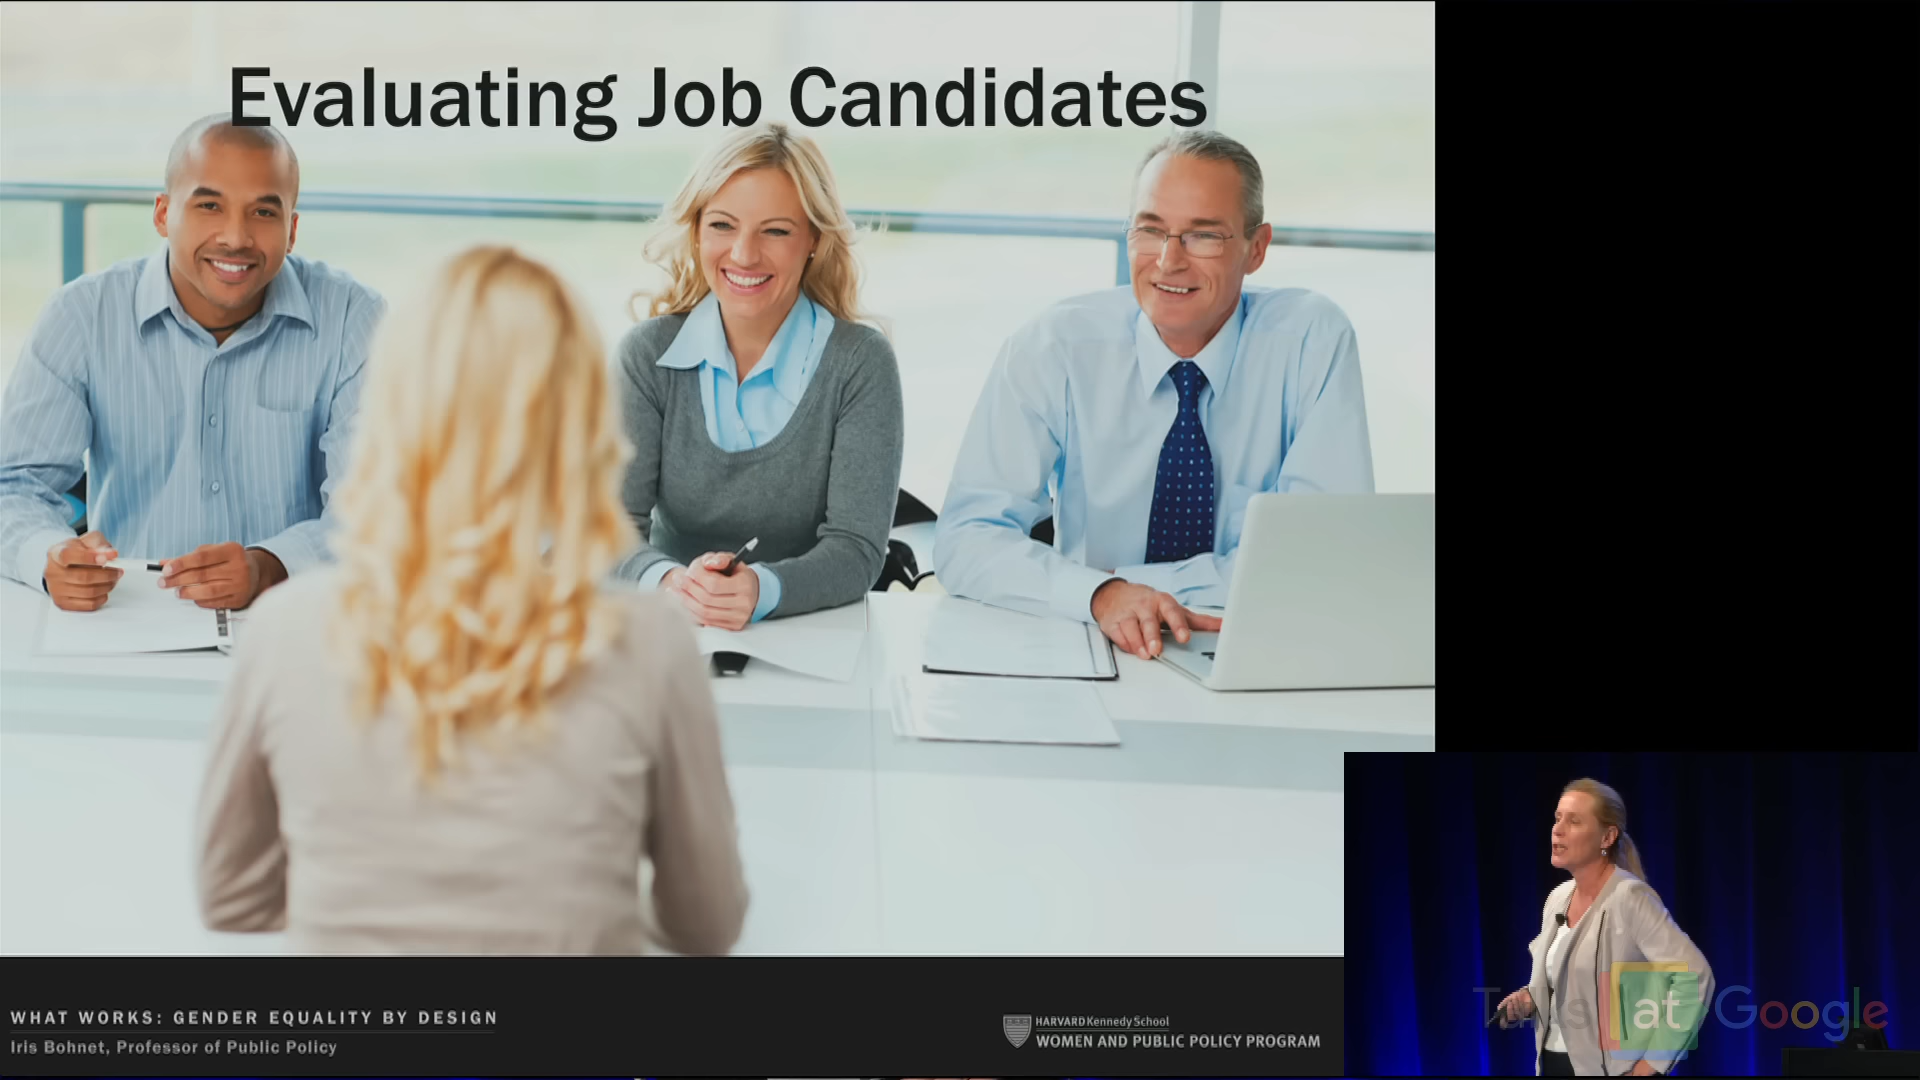 Evaluating Job Candidates
WHAT WORKS: GENDER EQUALITY BY DESIGN
Iris Bohnet, Professor of Public Policy
HARVARD Kennedy School
WOMEN AND PUBLIC POLICY PROGRAM
Talks at Google